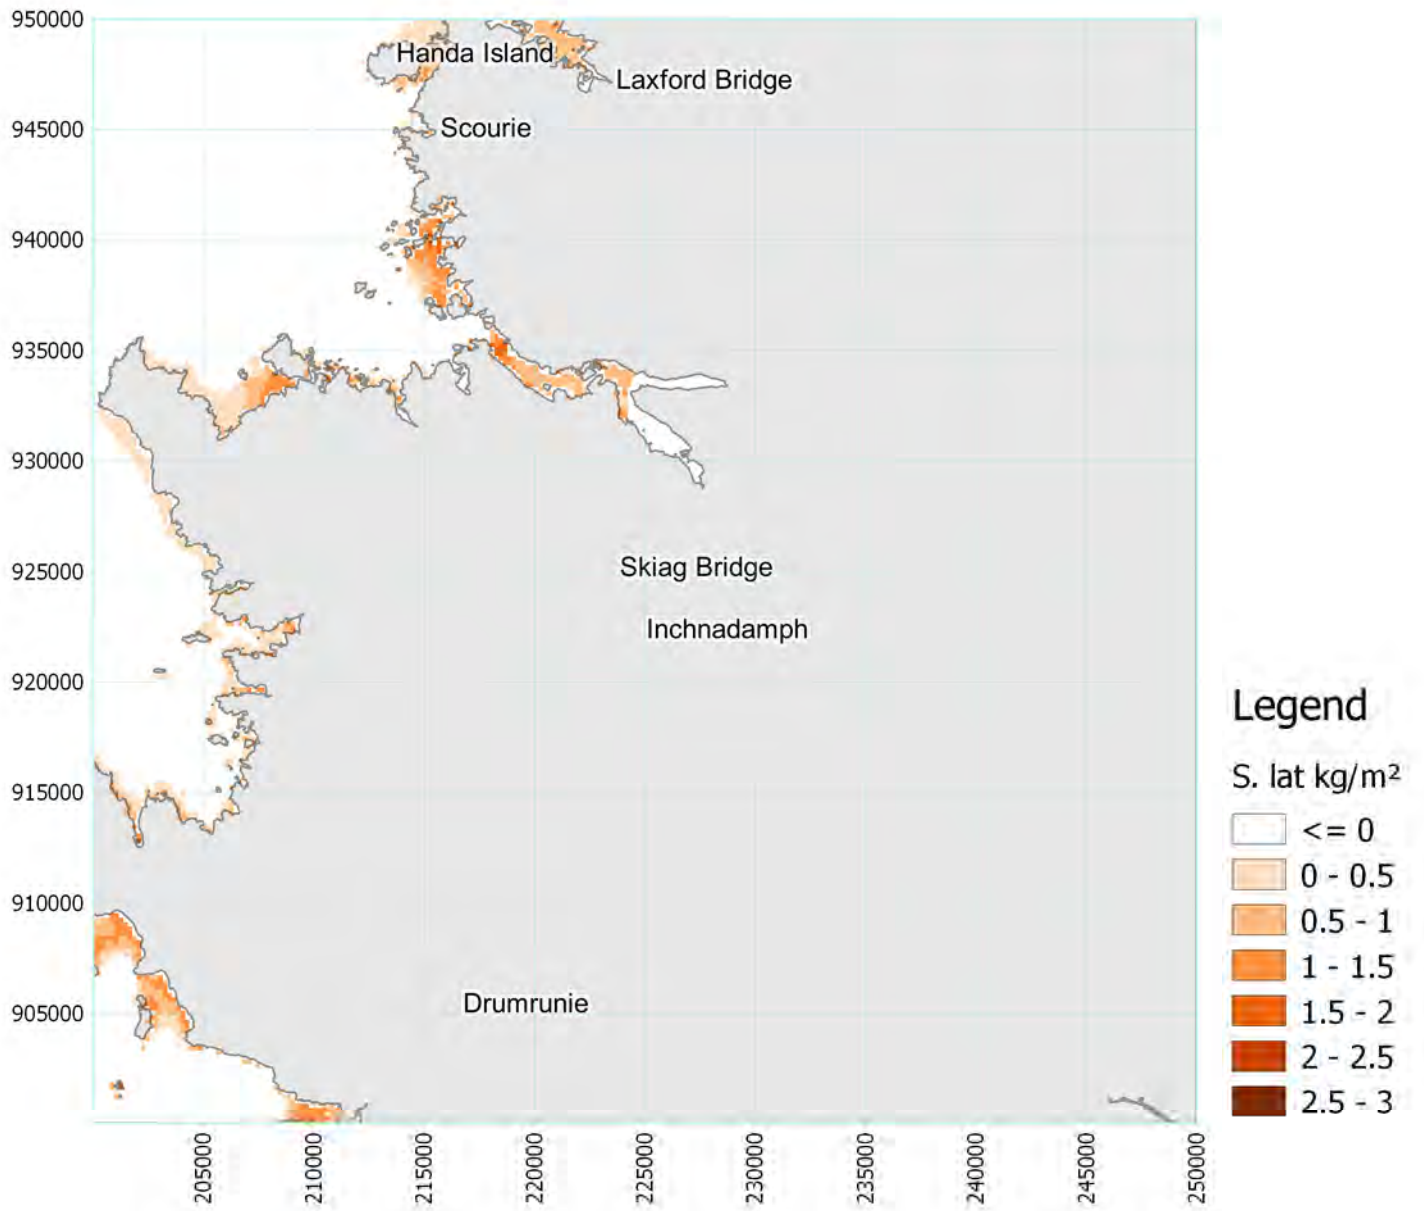 950000
Handa Island
Laxford Bridge
945000
Scourie
940000
935000
930000
925000
Skiag Bridge
Inchnadamph
920000
915000
910000
905000
Drumrunie
205000
210000
215000
220000
225000
230000
235000
240000
245000
250000
Legend
S. lat kg/m²
<= 0
0 - 0.5
0.5 - 1
1 - 1.5
1.5 - 2
2 - 2.5
2.5 - 3